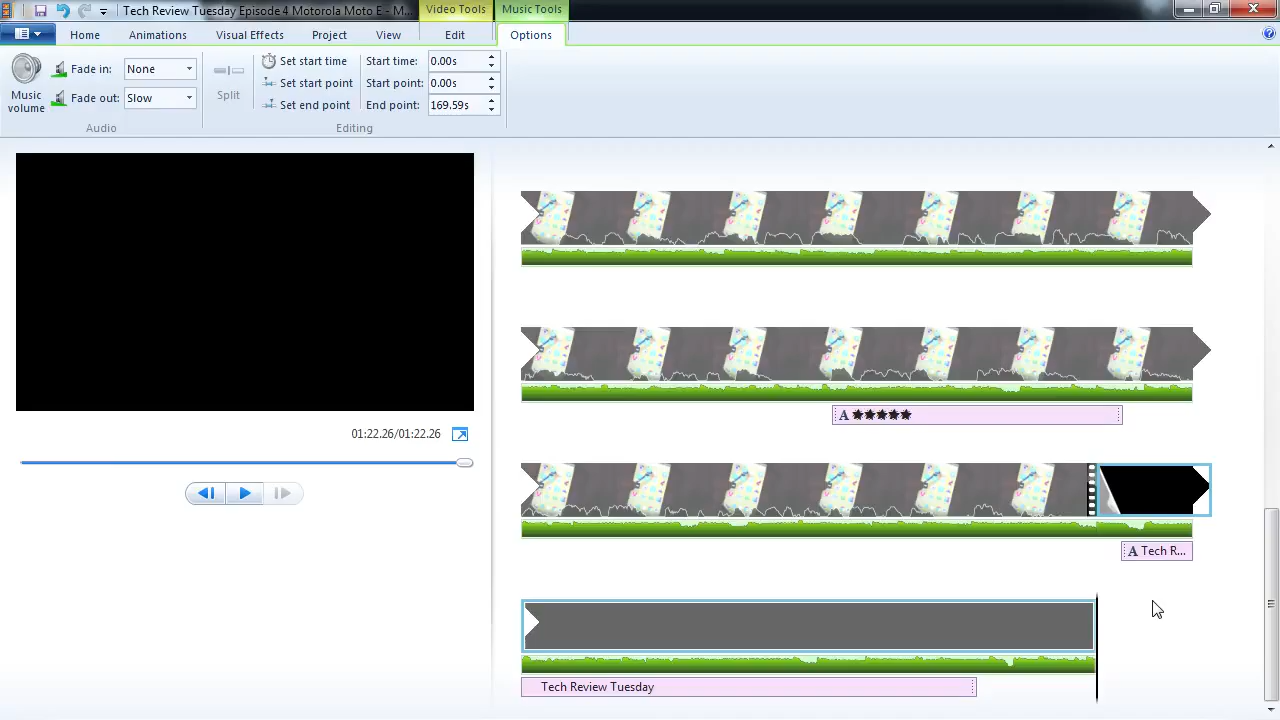 Tech Review Tuesday Episode 4 Motorola Moto E - M...
Video Tools
Music Tools
Home
Animations
Visual Effects
Project
View
Edit
Options
Music volume
Fade in:
None
Fade out:
Slow
Audio
Split
Set start time
Set start point
Set end point
Start time:
0.00s
Start point:
0.00s
End point:
169.59s
Editing
01:22.26/01:22.26
A ✸✸✸✸✸
A Tech R...
Tech Review Tuesday